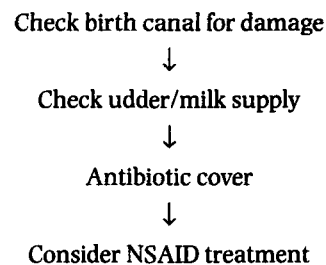 Check birth canal for damage
↓
Check udder/milk supply
↓
Antibiotic cover
↓
Consider NSAID treatment